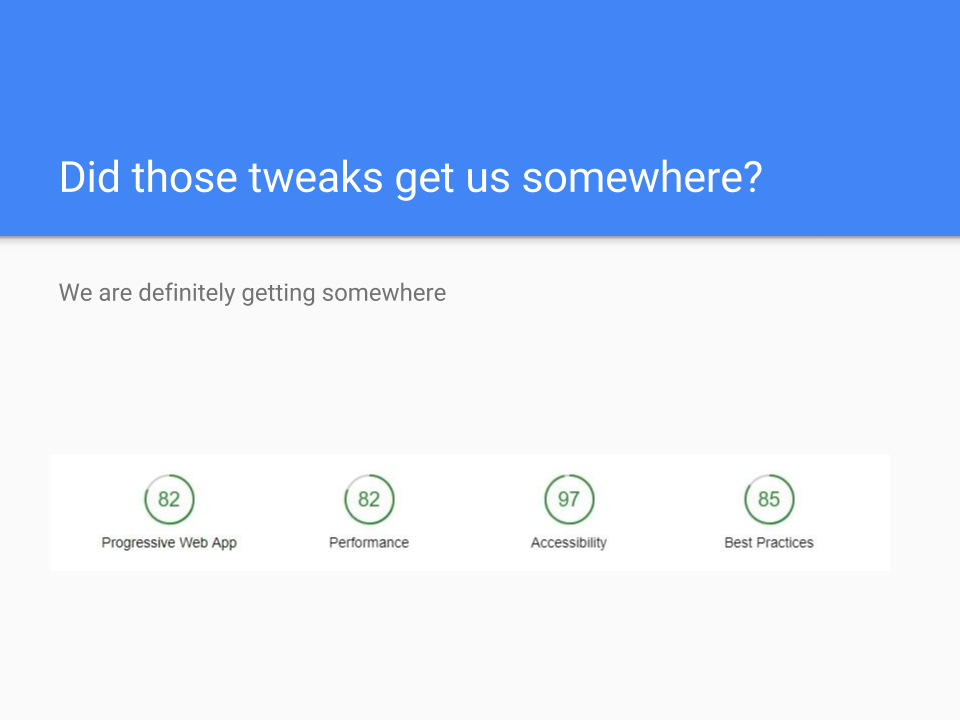 Did those tweaks get us somewhere?
We are definitely getting somewhere
82 82 97 85
Progressive Web App Performance Accessibility Best Practices